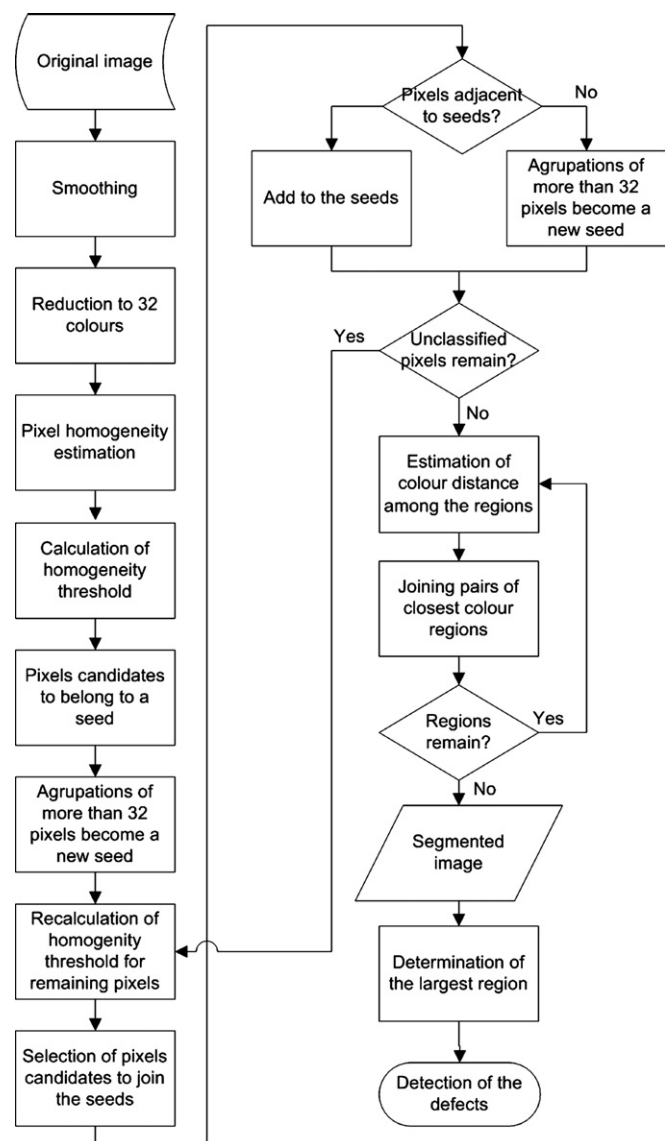 Original image
Smoothing
Reduction to 32
colours
Pixel homogeneity
estimation
Calculation of
homogeneity
threshold
Pixels candidates
to belong to a
seed
Agrupations of
more than 32
pixels become a
new seed
Recalculation of
homogenity
threshold for
remaining pixels
Selection of pixels
candidates to join
the seeds
Pixels adjacent
to seeds?
No
Add to the seeds
Agrupations of
more than 32
pixels become a
new seed
Yes
Unclassified
pixels remain?
No
Estimation of
colour distance
among the regions
Joining pairs of
closest colour
regions
Regions
remain?
Yes
No
Segmented
image
Determination of
the largest region
Detection of the
defects